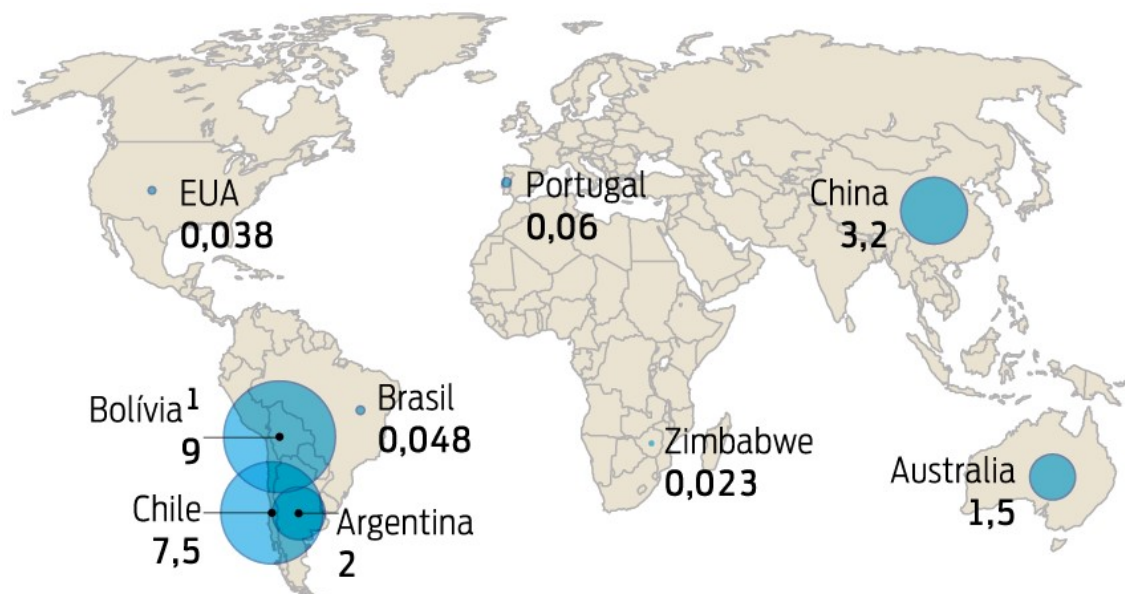 EUA
0,038
Portugal
0,06
China
3,2
Bolívia1
9
Brasil
0,048
Chile
7,5
Argentina
2
Zimbabwe
0,023
Australia
1,5